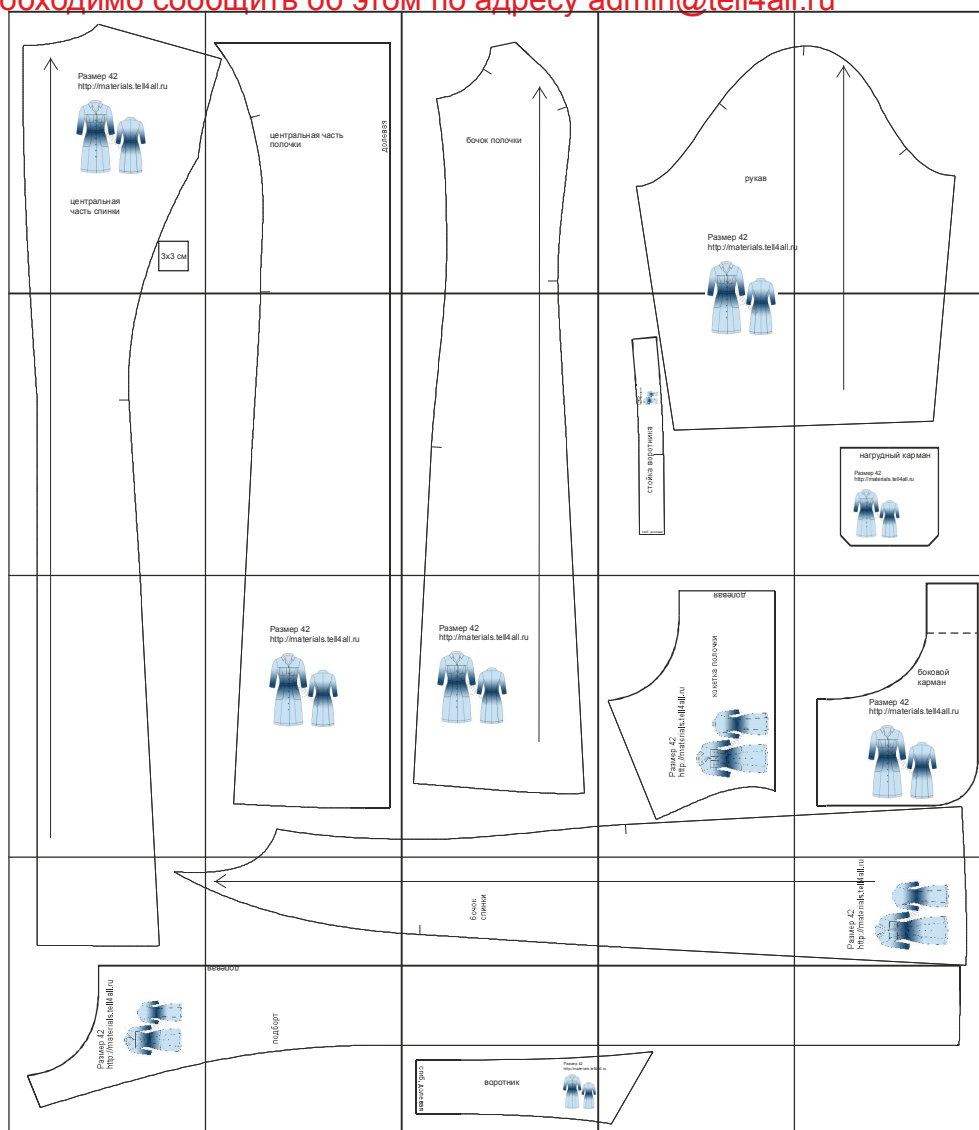 обходимо сообщить об этом по адресу admin@tell4all.ru
Размер 42
http://materials.tell4all.ru
центральная
часть спинки
3х3 см
центральная часть
полочки
долевая
бочок полочки
рукав
Размер 42
http://materials.tell4all.ru
стойка воротника
нагрудный карман
Размер 42
http://materials.tell4all.ru
Размер 42
http://materials.tell4all.ru
Размер 42
http://materials.tell4all.ru
долевая
кокетка полочки
Размер 42
http://materials.tell4all.ru
боковой
карман
Размер 42
http://materials.tell4all.ru
бочок
спинки
Размер 42
http://materials.tell4all.ru
долевая
Размер 42
http://materials.tell4all.ru
подборт
сгиб, долевая
воротник
Размер 42
http://materials.tell4all.ru